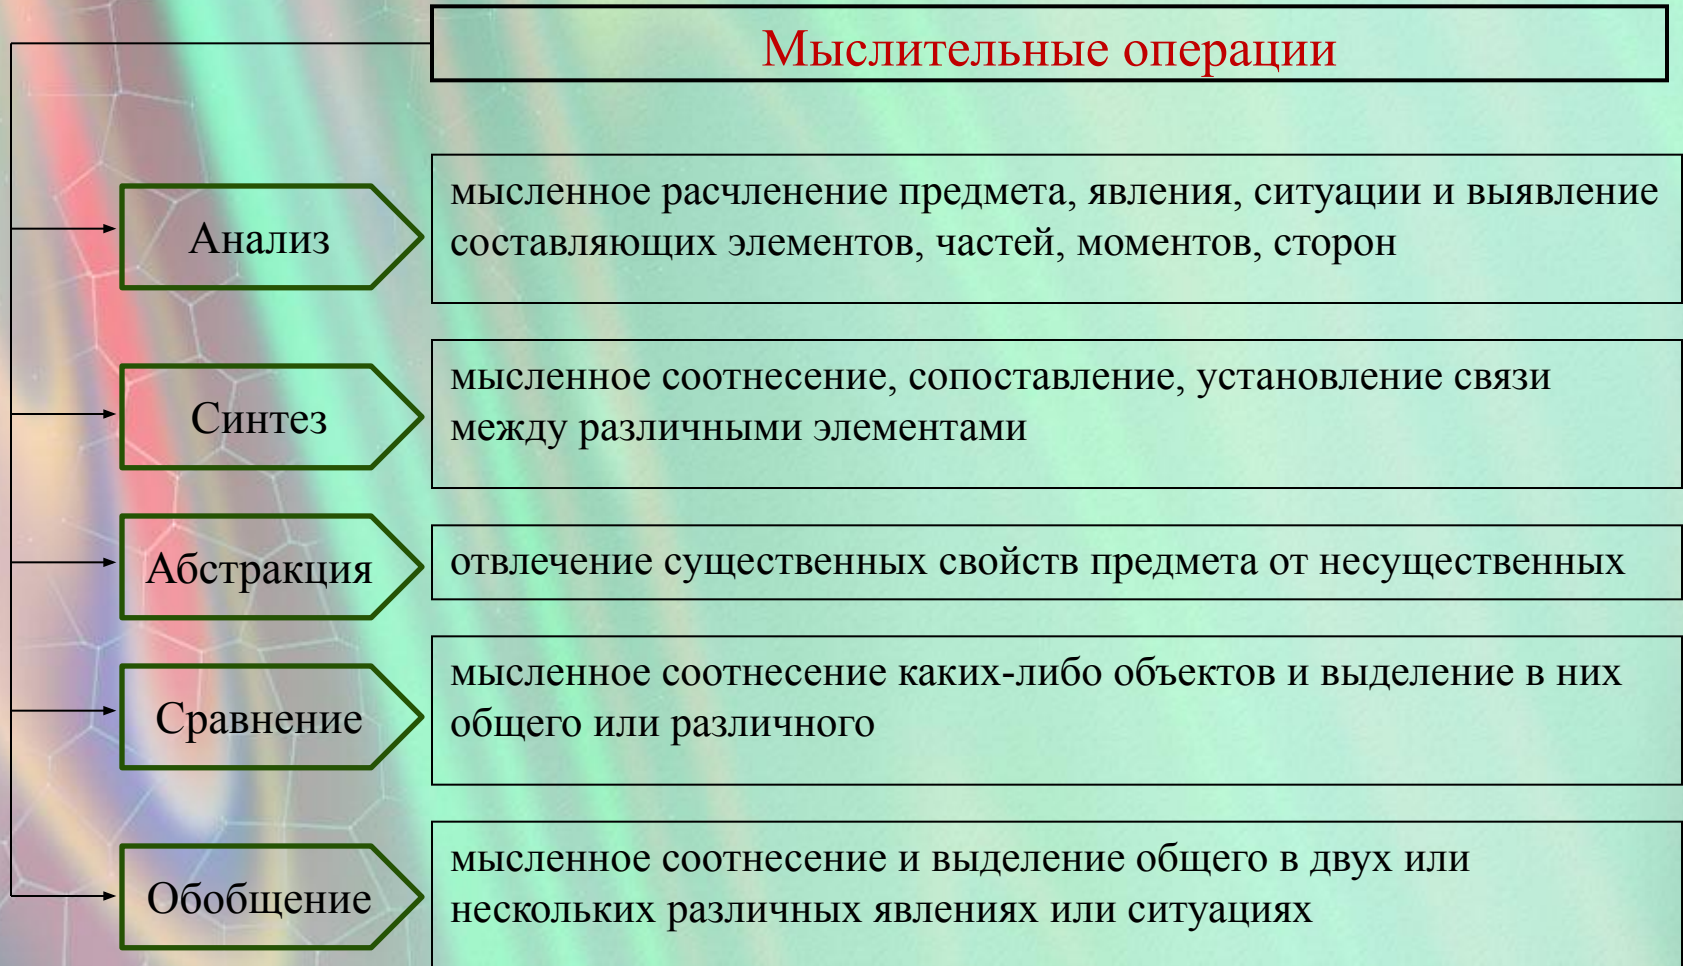 Мыслительные операции
Анализ
мысленное расчленение предмета, явления, ситуации и выявление
составляющих элементов, частей, моментов, сторон
Синтез
мысленное соотнесение, сопоставление, установление связи
между различными элементами
Абстракция
отвлечение существенных свойств предмета от несущественных
Сравнение
мысленное соотнесение каких-либо объектов и выделение в них
общего или различного
Обобщение
мысленное соотнесение и выделение общего в двух или
нескольких различных явлениях или ситуациях